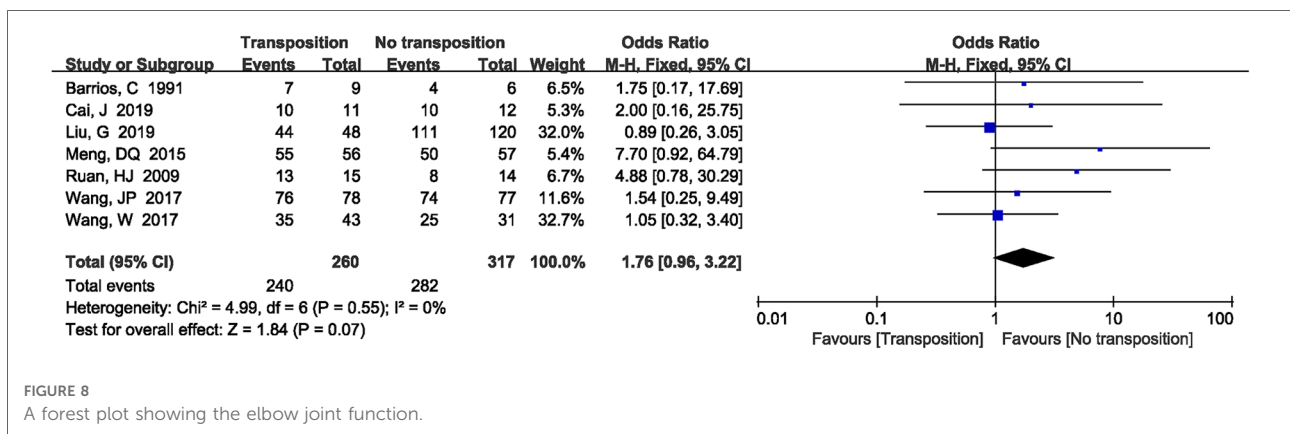 Transposition No transposition Odds Ratio Odds Ratio
Study or Subgroup Events Total Events Total Weight M-H, Fixed, 95% CI M-H, Fixed, 95% CI
Barrios, C 1991 7 9 4 6 6.5% 1.75 [0.17, 17.69]
Cai, J 2019 10 11 10 12 5.3% 2.00 [0.16, 25.75]
Liu, G 2019 44 48 111 120 32.0% 0.89 [0.26, 3.05]
Meng, DQ 2015 55 56 50 57 5.4% 7.70 [0.92, 64.79]
Ruan, HJ 2009 13 15 8 14 6.7% 4.88 [0.78, 30.29]
Wang, JP 2017 76 78 74 77 11.6% 1.54 [0.25, 9.49]
Wang, W 2017 35 43 25 31 32.7% 1.05 [0.32, 3.40]
Total (95% CI) 260 317 100.0% 1.76 [0.96, 3.22]
Total events 240 282
Heterogeneity: Chi² = 4.99, df = 6 (P = 0.55); I² = 0%
Test for overall effect: Z = 1.84 (P = 0.07)
0.01 0.1 1 10 100
Favours [Transposition] Favours [No transposition]
FIGURE 8
A forest plot showing the elbow joint function.